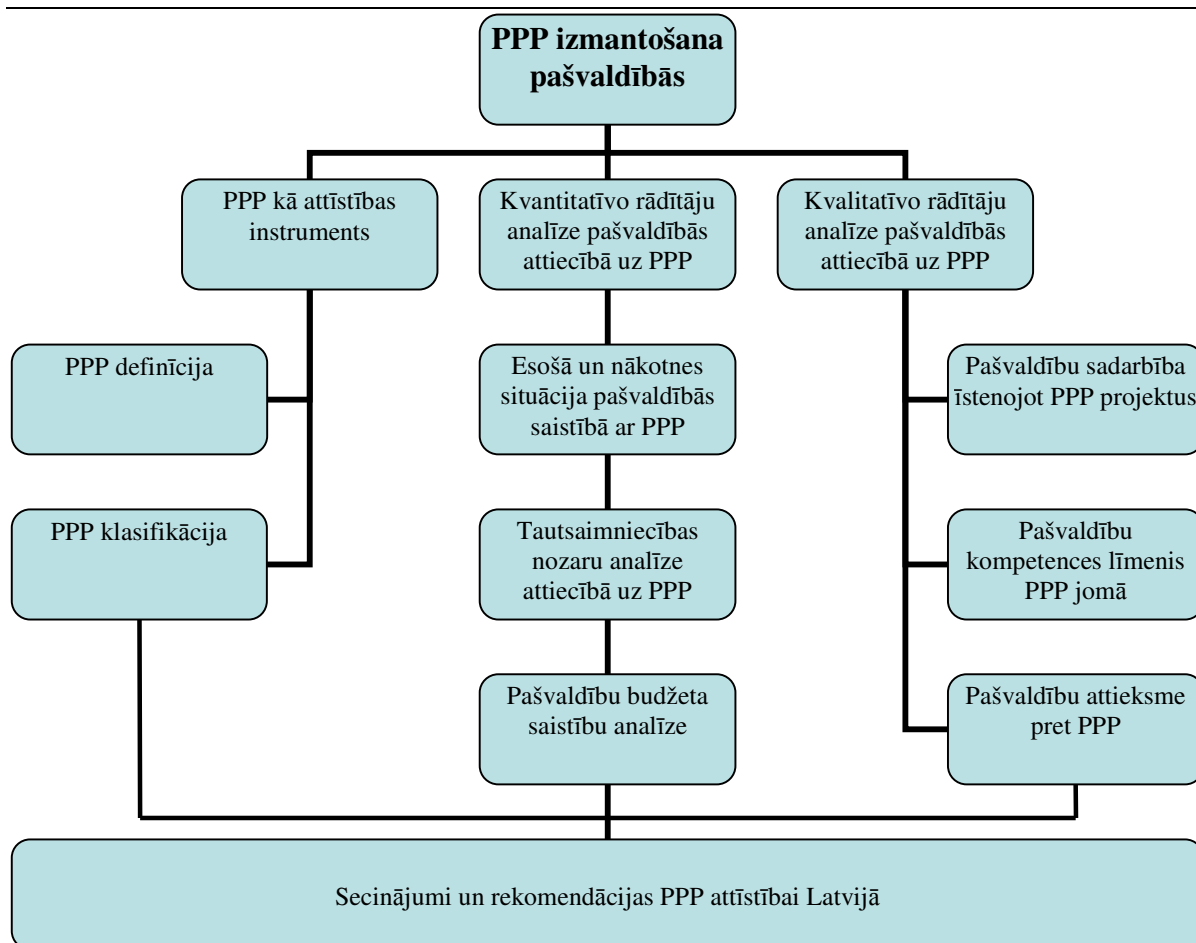 PPP izmantošana
pašvaldībās
PPP kā attīstības
instruments
Kvantitatīvo rādītāju
analīze pašvaldībās
attiecībā uz PPP
Kvalitatīvo rādītāju
analīze pašvaldībās
attiecībā uz PPP
PPP definīcija
Esošā un nākotnes
situācija pašvaldībās
saistībā ar PPP
Pašvaldību sadarbība
īstenojot PPP projektus
PPP klasifikācija
Tautsaimniecības
nozaru analīze
attiecībā uz PPP
Pašvaldību
kompetences līmenis
PPP jomā
Pašvaldību budžeta
saistību analīze
Pašvaldību attieksme
pret PPP
Secinājumi un rekomendācijas PPP attīstībai Latvijā